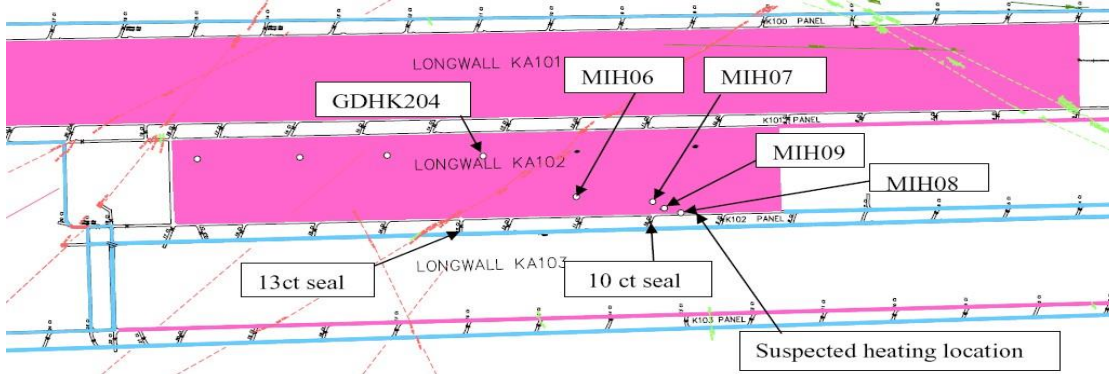 K100 PANEL
LONGWALL KA101
MIH06
MIH07
GDHK204
K101 PANEL
LONGWALL KA102
MIH09
MIH08
K102 PANEL
13ct seal
LONGWALL KA103
10 ct seal
K103 PANEL
Suspected heating location